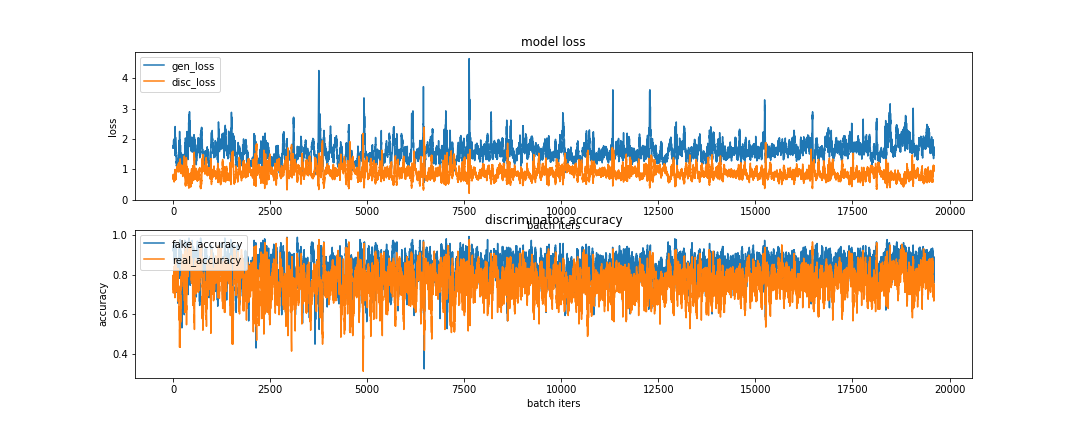 model loss
gen_loss
disc_loss
loss
4
3
2
1
0
0 2500 5000 7500 10000 12500 15000 17500 20000
batch iters
discriminator accuracy
fake_accuracy
real_accuracy
accuracy
1.0
0.8
0.6
0.4
0 2500 5000 7500 10000 12500 15000 17500 20000
batch iters